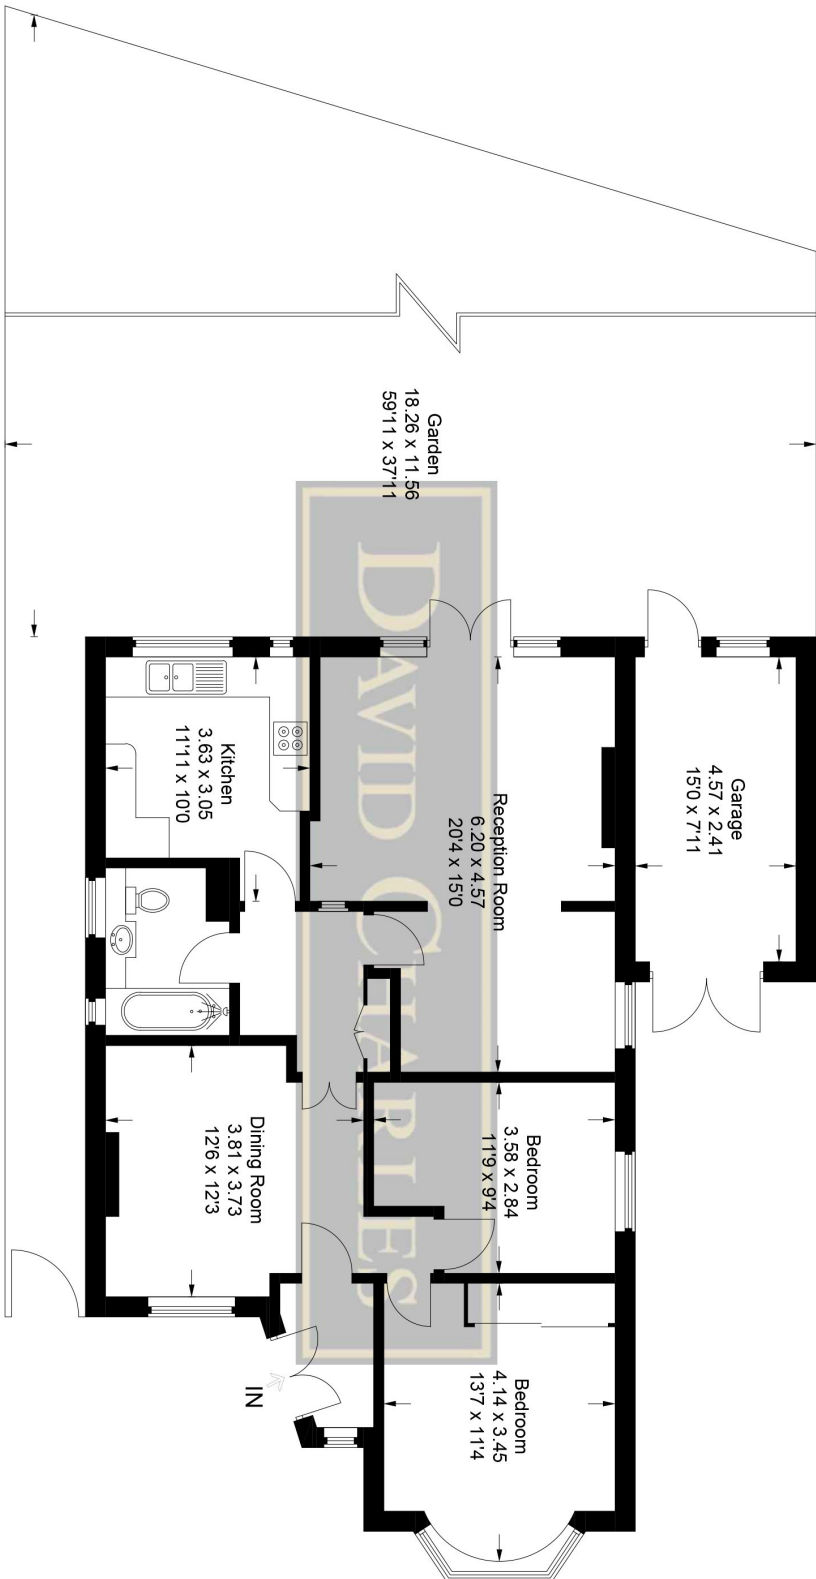 Garden
18.26 x 11.56
59'11 x 37'11
Garage
4.57 x 2.41
15'0 x 7'11
Reception Room
6.20 x 4.57
20'4 x 15'0
Kitchen
3.63 x 3.05
11'11 x 10'0
Bedroom
3.58 x 2.84
11'9 x 9'4
Dining Room
3.81 x 3.73
12'6 x 12'3
Bedroom
4.14 x 3.45
13'7 x 11'4
IN
DAVID CHARLES